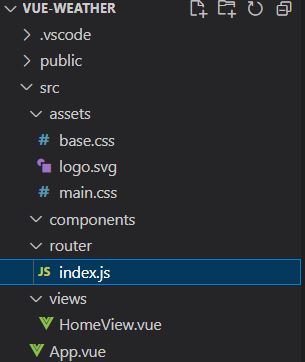 VUE-WEATHER
.vscode
public
src
assets
# base.css
logo.svg
# main.css
components
router
JS index.js
views
HomeView.vue
App.vue